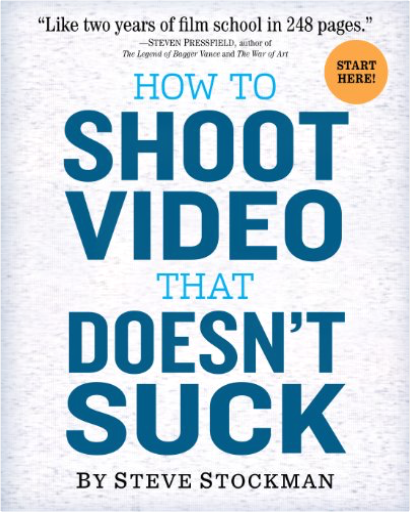 “Like two years of film school in 248 pages.”
—STEVEN PRESSFIELD, author of
The Legend of Bagger Vance and The War of Art
START
HERE!
HOW TO
SHOOT
VIDEO
THAT
DOESN’T
SUCK
BY STEVE STOCKMAN